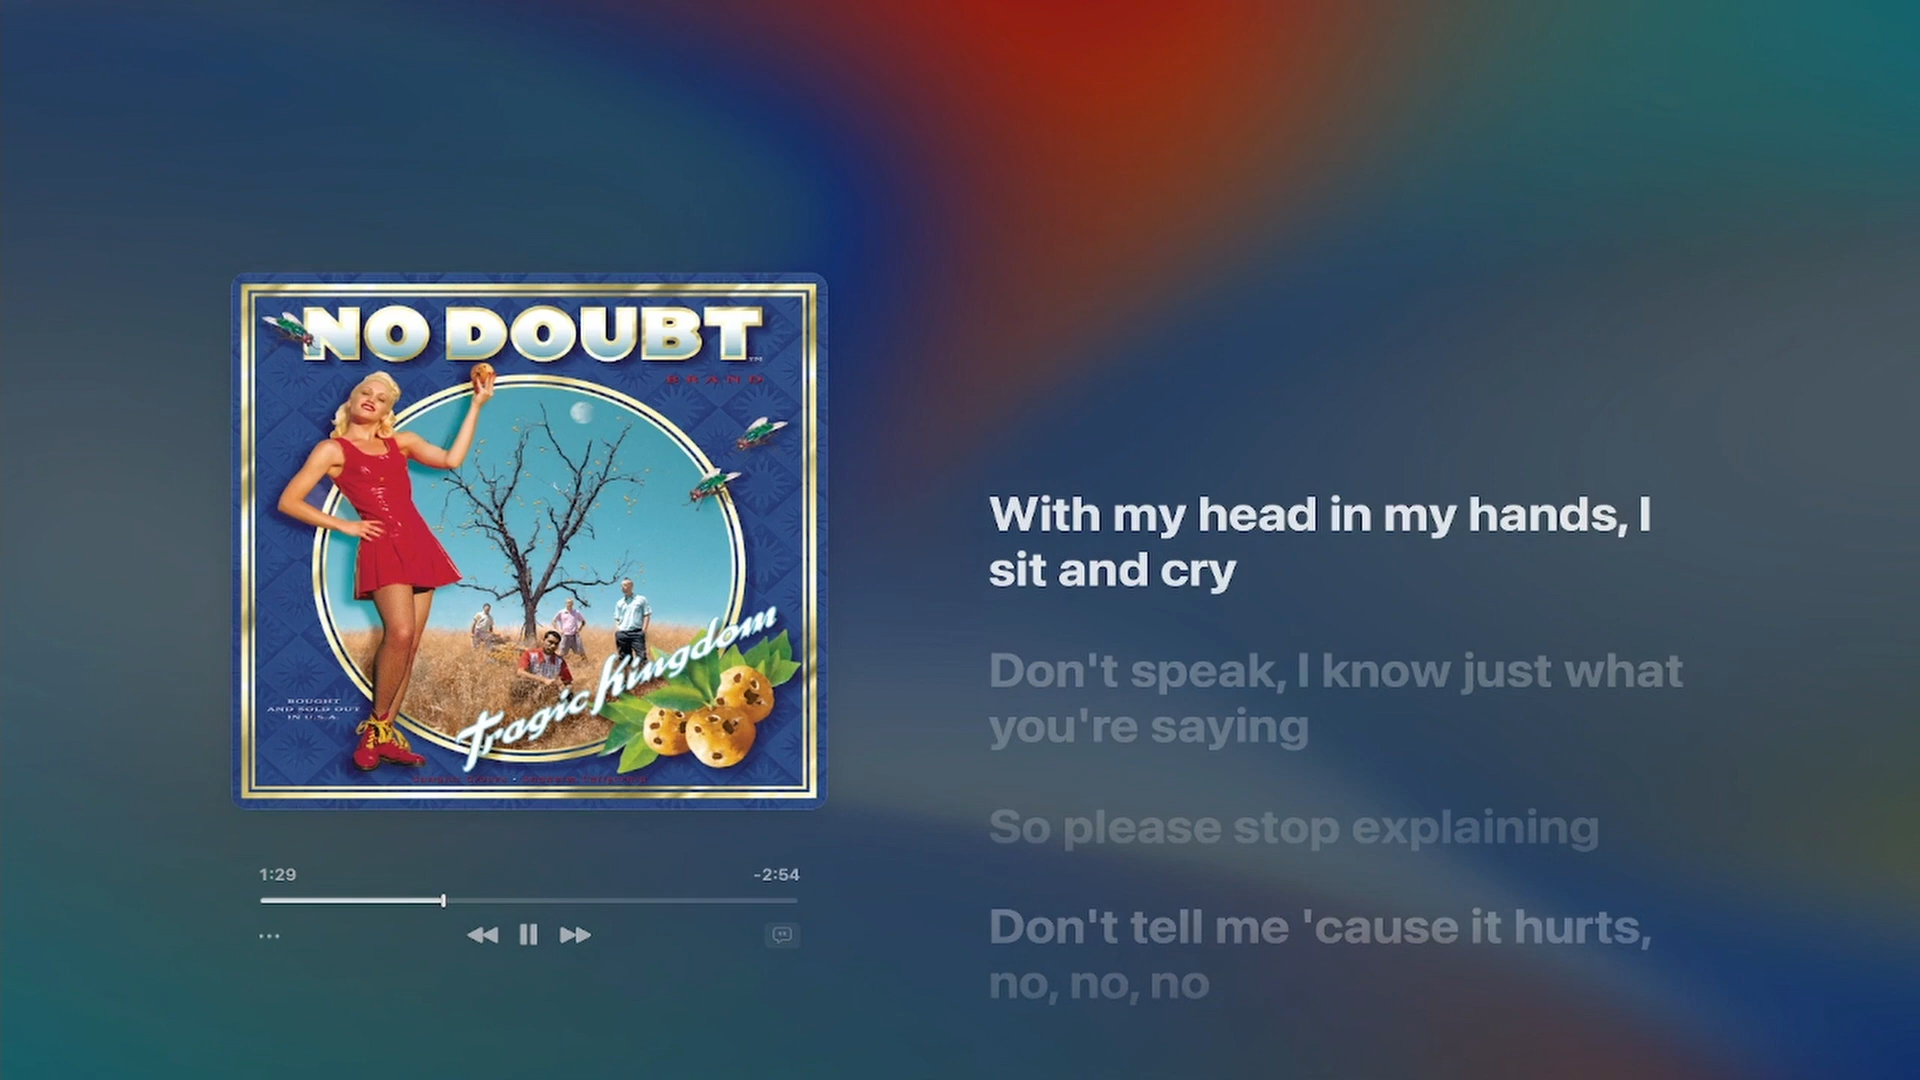 NO DOUBT
TM
BRAND
Tragic Kingdom
BOUGHT
AND SOLD OUT
IN U.S.A.
1:29
-2:54
With my head in my hands, I
sit and cry
Don't speak, I know just what
you're saying
So please stop explaining
Don't tell me 'cause it hurts,
no, no, no